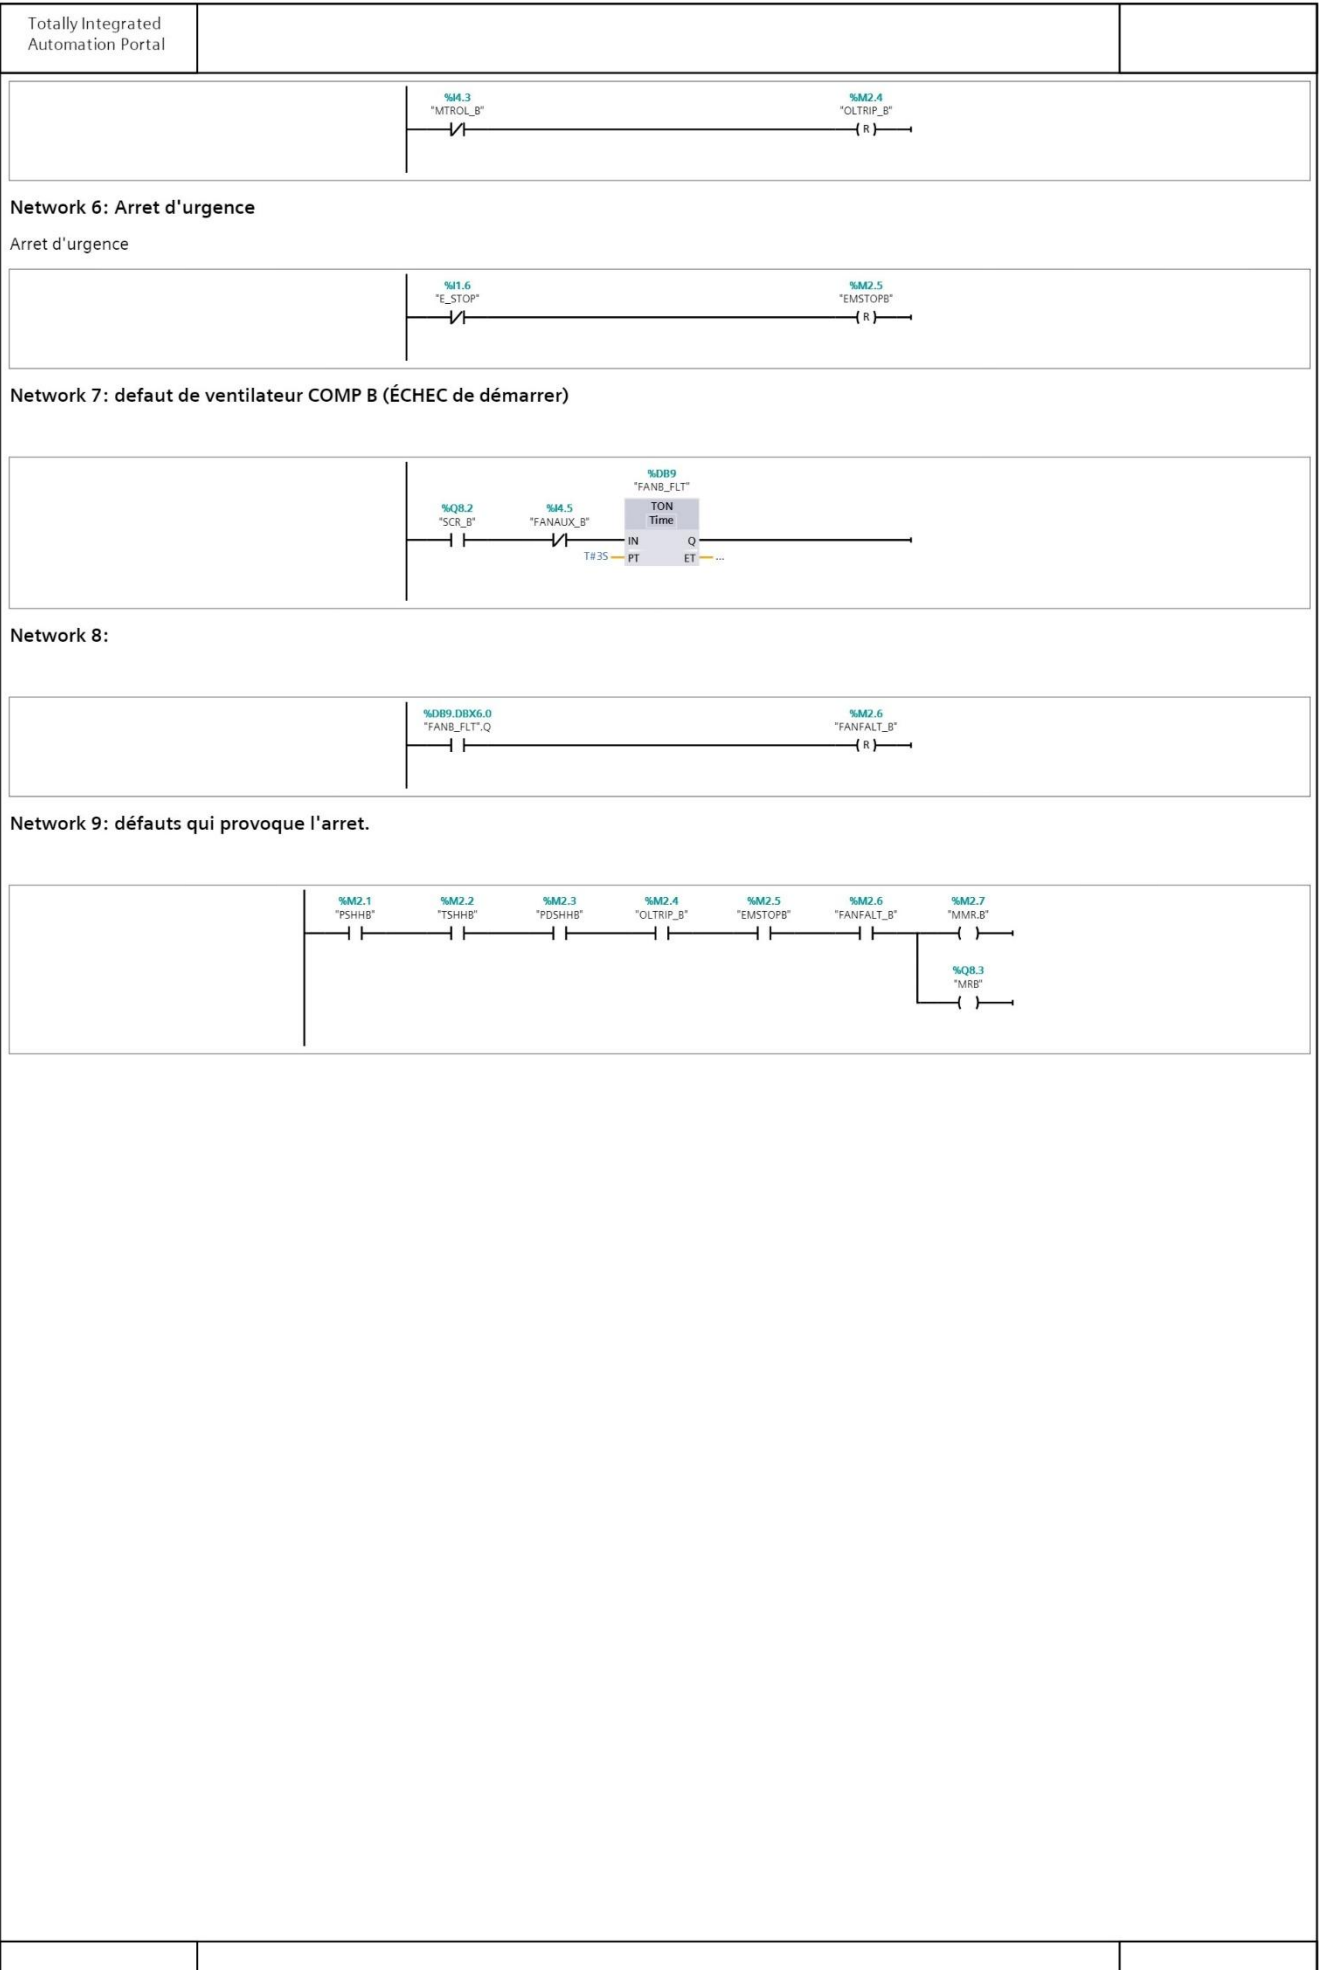 Totally Integrated
Automation Portal
%I4.3
"MTROL_B"
%M2.4
"OLTRIP_B"
R
Network 6: Arret d'urgence
Arret d'urgence
%I1.6
"E_STOP"
%M2.5
"EMSTOPB"
R
Network 7: defaut de ventilateur COMP B (ÉCHEC de démarrer)
%DB9
"FANB_FLT"
%Q8.2
"SCR_B"
%I4.5
"FANAUX_B"
TON
Time
IN
Q
T#3S
PT
ET
...
Network 8:
%DB9.DBX6.0
"FANB_FLT".Q
%M2.6
"FANFALT_B"
R
Network 9: défauts qui provoque l'arret.
%M2.1
"PSHHB"
%M2.2
"TSHHB"
%M2.3
"PDSHHB"
%M2.4
"OLTRIP_B"
%M2.5
"EMSTOPB"
%M2.6
"FANFALT_B"
%M2.7
"MMR.B"
%Q8.3
"MRB"